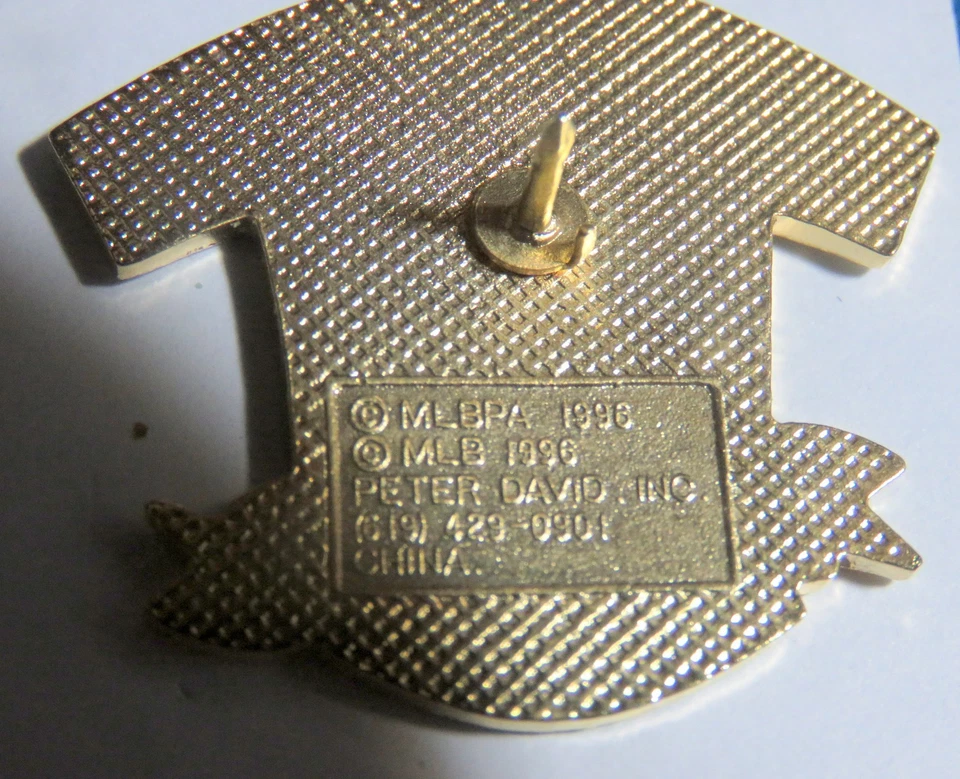 © MLBPA 1996
© MLB 1996
PETER DAVID. INC.
(619) 429-0901
CHINA.